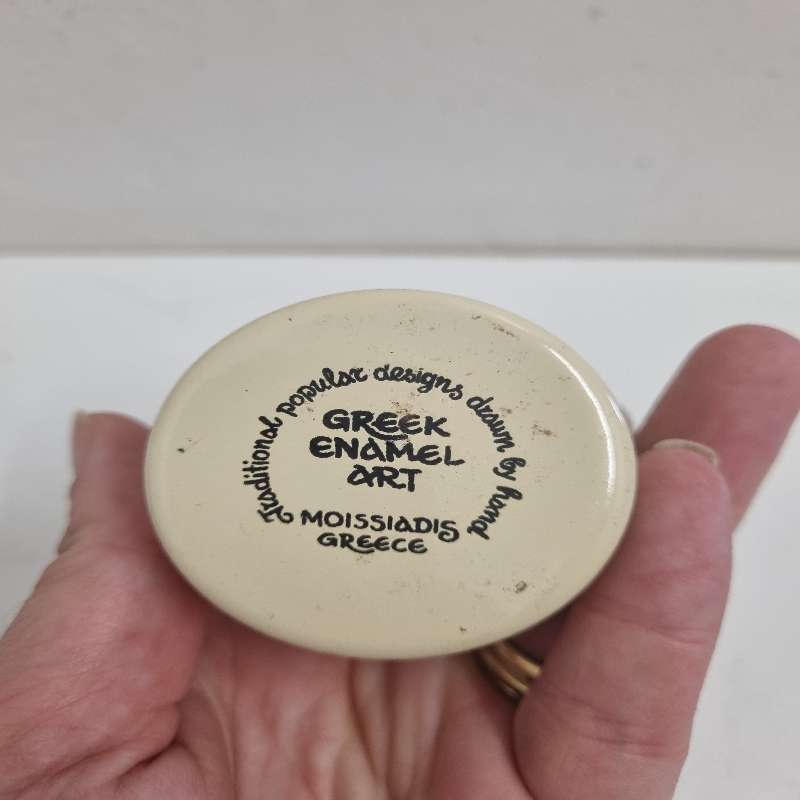 Traditional popular designs drawn by hand
GREEK
ENAMEL
ART
MOISSIADIS
GREECE